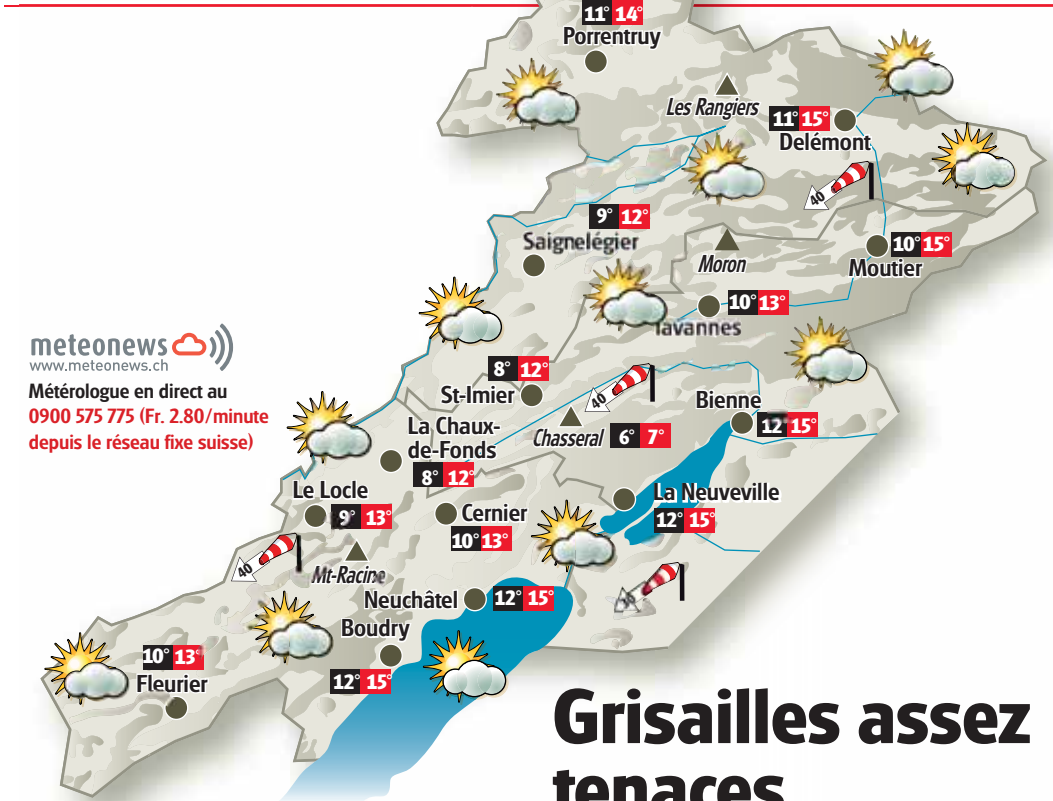 11° 14°
Porrentruy
Les Rangiers
11° 15°
Delémont
40
9° 12°
Saignelégier
Moron
10° 15°
Moutier
10° 13°
Tavannes
meteonews
www.meteonews.ch
Métérologue en direct au
0900 575 775 (Fr. 2.80/minute
depuis le réseau fixe suisse)
8° 12°
St-Imier
40
Bienne
12° 15°
Chasseral 6° 7°
La Chaux-
de-Fonds
8° 12°
Le Locle
9° 13°
Cernier
10° 13°
La Neuveville
12° 15°
40
Mt-Racine
Neuchâtel 12° 15°
Boudry
12° 15°
10° 13°
Fleurier
Grisailles assez
tenaces